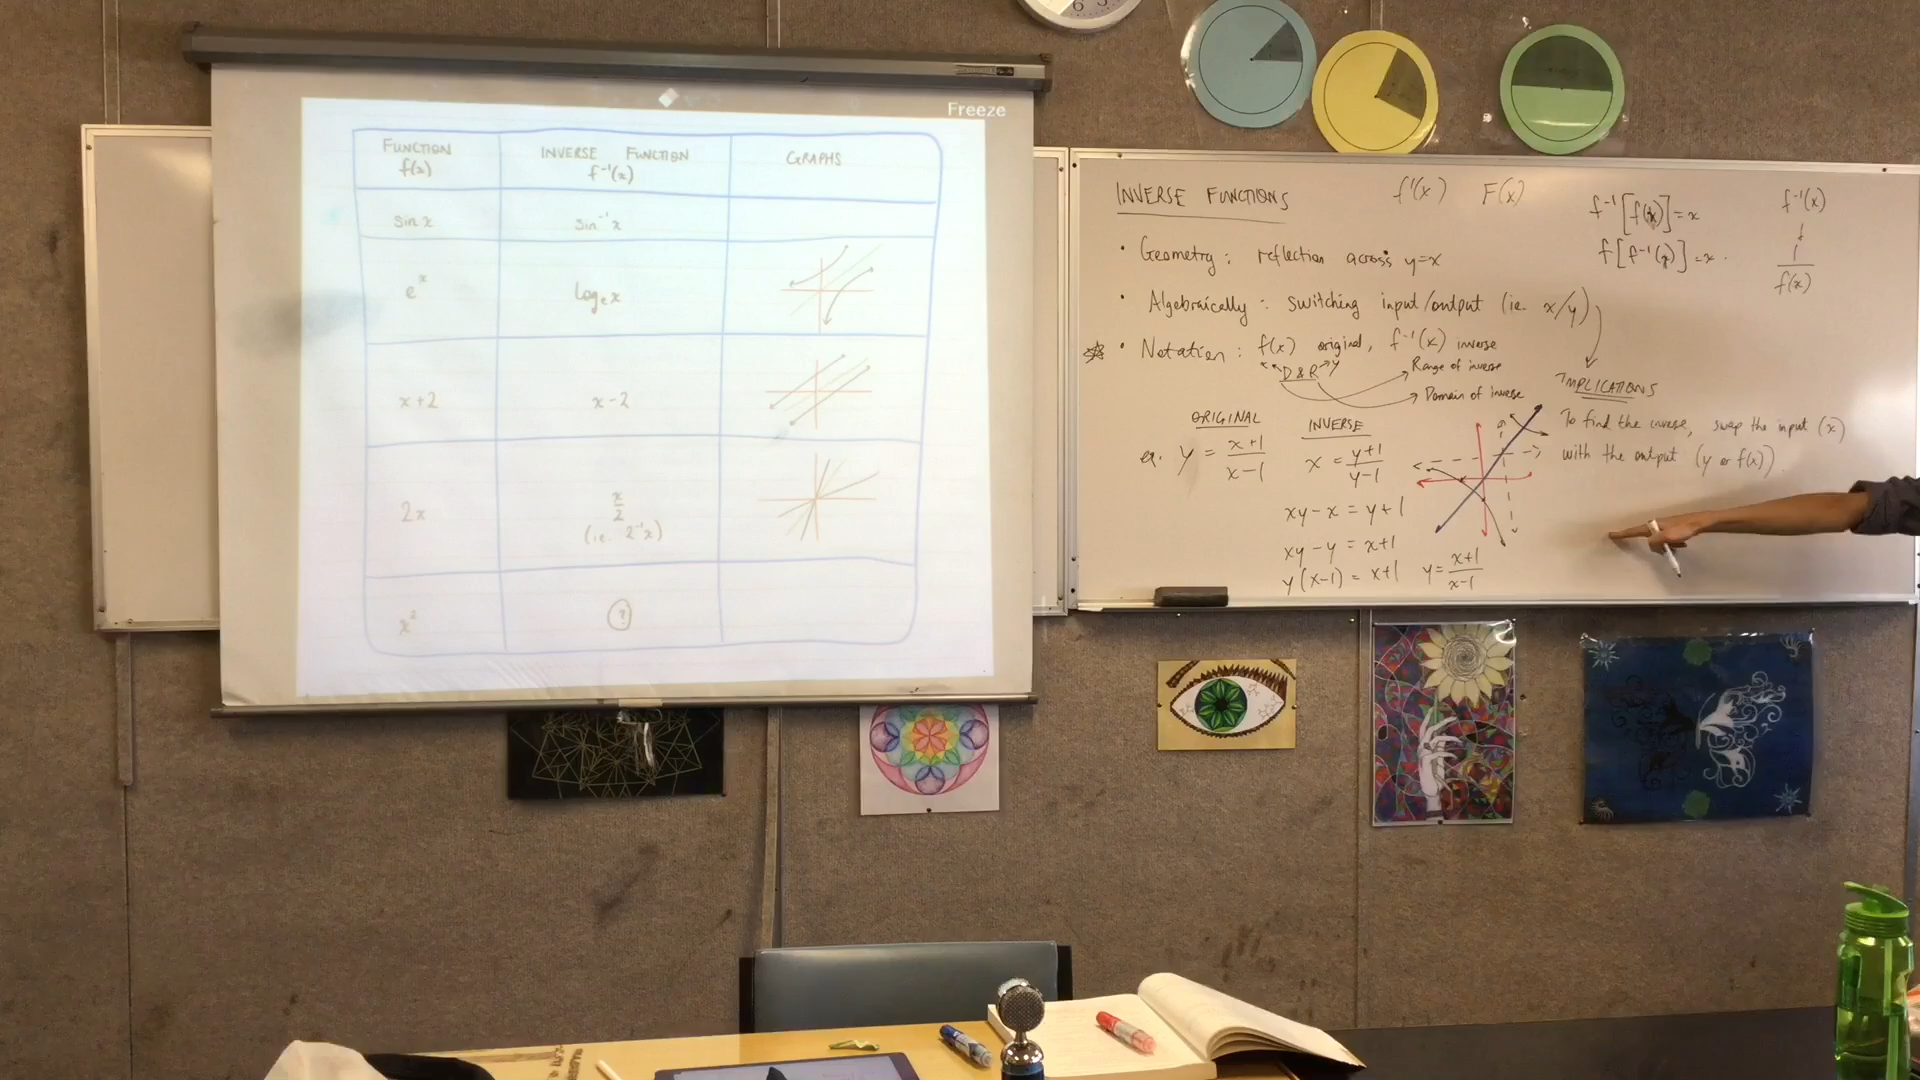 Freeze
FUNCTION f(x)
INVERSE FUNCTION f⁻¹(x)
GRAPHS
sin x
sin⁻¹ x
eˣ
logₑ x
x+2
x-2
2x
x/2
(i.e. 2⁻¹x)
x²
?
INVERSE FUNCTIONS
f'(x)
F(x)
f⁻¹[f(x)] = x
f[f⁻¹(x)] = x.
f⁻¹(x)
↓
1/f(x)
• Geometry: reflection across y=x
• Algebraically: switching input/output (ie. x/y)
• Notation: f(x) original, f⁻¹(x) inverse
x D & R y
Range of inverse
Domain of inverse
IMPLICATIONS
To find the inverse, swap the input (x)
with the output (y or f(x))
ORIGINAL
INVERSE
eg. y = (x+1)/(x-1)
x = (y+1)/(y-1)
xy-x = y+1
xy-y = x+1
y(x-1) = x+1
y = (x+1)/(x-1)